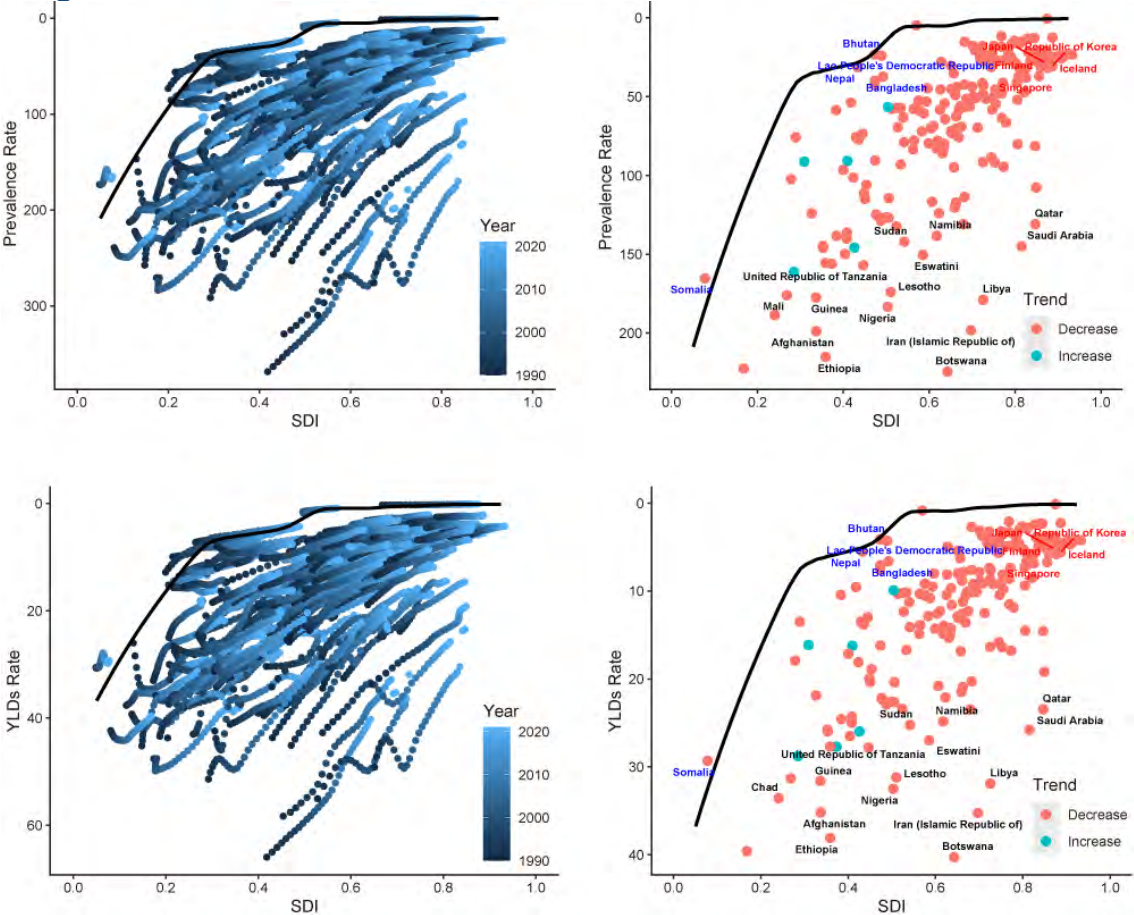 0
100
200
300
Prevalence Rate
0.0
0.2
0.4
0.6
0.8
1.0
SDI
Year
2020
2010
2000
1990
0
50
100
150
200
Prevalence Rate
0.0
0.2
0.4
0.6
0.8
1.0
SDI
Bhutan
Japan
Republic of Korea
Lao People's Democratic Republic
Finland
Iceland
Nepal
Bangladesh
Singapore
Qatar
Sudan
Namibia
Saudi Arabia
Eswatini
United Republic of Tanzania
Somalia
Lesotho
Libya
Mali
Guinea
Nigeria
Afghanistan
Iran (Islamic Republic of)
Ethiopia
Botswana
Trend
Decrease
Increase
0
20
40
60
YLDs Rate
0.0
0.2
0.4
0.6
0.8
1.0
SDI
Year
2020
2010
2000
1990
0
10
20
30
40
YLDs Rate
0.0
0.2
0.4
0.6
0.8
1.0
SDI
Bhutan
Japan
Republic of Korea
Lao People's Democratic Republic
Finland
Iceland
Nepal
Bangladesh
Singapore
Qatar
Sudan
Namibia
Saudi Arabia
Eswatini
United Republic of Tanzania
Somalia
Guinea
Lesotho
Libya
Chad
Nigeria
Afghanistan
Iran (Islamic Republic of)
Ethiopia
Botswana
Trend
Decrease
Increase